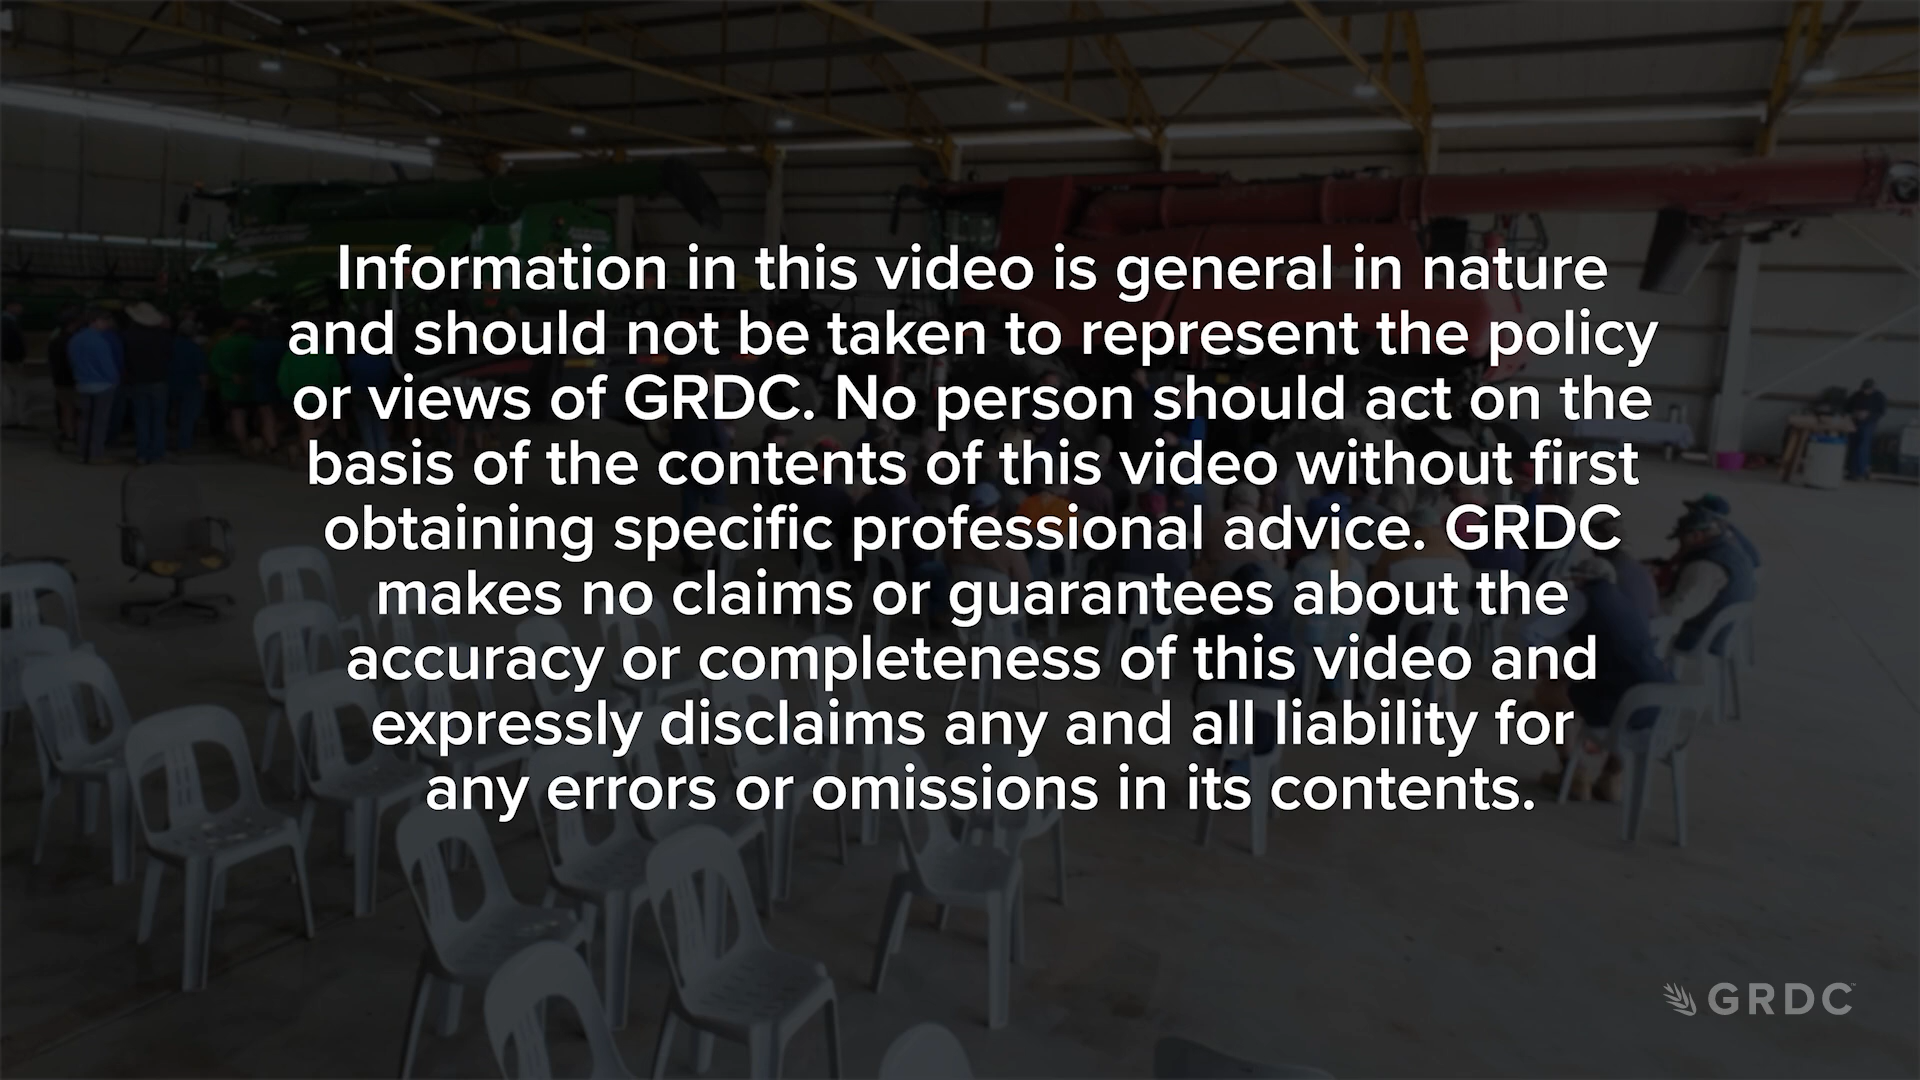 Information in this video is general in nature
and should not be taken to represent the policy
or views of GRDC. No person should act on the
basis of the contents of this video without first
obtaining specific professional advice. GRDC
makes no claims or guarantees about the
accuracy or completeness of this video and
expressly disclaims any and all liability for
any errors or omissions in its contents.
GRDC™